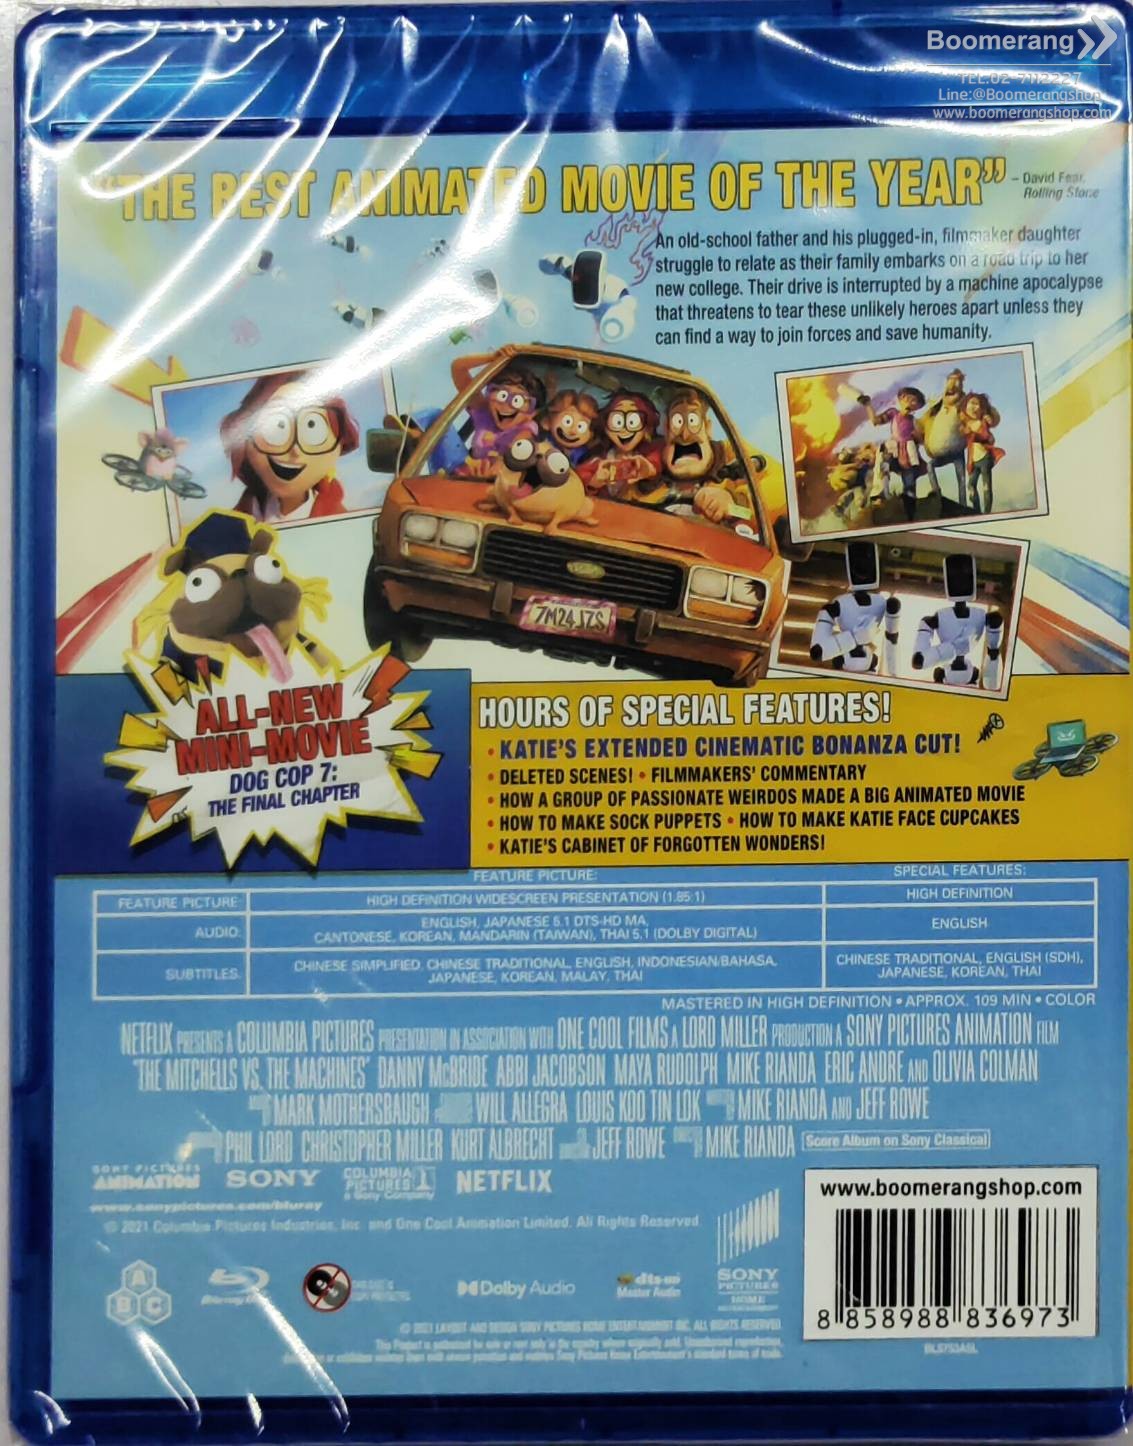 Boomerang
TEL.02-7112227
Line:@Boomerangshop
www.boomerangshop.com
"THE BEST ANIMATED MOVIE OF THE YEAR"
– David Fear,
Rolling Stone
An old-school father and his plugged-in, filmmaker daughter
struggle to relate as their family embarks on a road trip to her
new college. Their drive is interrupted by a machine apocalypse
that threatens to tear these unlikely heroes apart unless they
can find a way to join forces and save humanity.
ALL-NEW
MINI-MOVIE
DOG COP 7:
THE FINAL CHAPTER
HOURS OF SPECIAL FEATURES!
• KATIE'S EXTENDED CINEMATIC BONANZA CUT!
• DELETED SCENES! • FILMMAKERS' COMMENTARY
• HOW A GROUP OF PASSIONATE WEIRDOS MADE A BIG ANIMATED MOVIE
• HOW TO MAKE SOCK PUPPETS • HOW TO MAKE KATIE FACE CUPCAKES
• KATIE'S CABINET OF FORGOTTEN WONDERS!
FEATURE PICTURE: SPECIAL FEATURES:
FEATURE PICTURE HIGH DEFINITION WIDESCREEN PRESENTATION (1.85:1) HIGH DEFINITION
AUDIO: ENGLISH, JAPANESE 5.1 DTS-HD MA, ENGLISH
CANTONESE, KOREAN, MANDARIN (TAIWAN), THAI 5.1 (DOLBY DIGITAL)
SUBTITLES: CHINESE SIMPLIFIED, CHINESE TRADITIONAL, ENGLISH, INDONESIAN/BAHASA, CHINESE TRADITIONAL, ENGLISH (SDH),
JAPANESE, KOREAN, MALAY, THAI JAPANESE, KOREAN, THAI
MASTERED IN HIGH DEFINITION • APPROX. 109 MIN • COLOR
NETFLIX PRESENTS A COLUMBIA PICTURES PRESENTATION IN ASSOCIATION WITH ONE COOL FILMS A LORD MILLER PRODUCTION A SONY PICTURES ANIMATION FILM
"THE MITCHELLS VS. THE MACHINES" DANNY McBRIDE ABBI JACOBSON MAYA RUDOLPH MIKE RIANDA ERIC ANDRE AND OLIVIA COLMAN
MARK MOTHERSBAUGH WILL ALLEGRA LOUIS KOO TIN LOK MIKE RIANDA AND JEFF ROWE
PHIL LORD CHRISTOPHER MILLER KURT ALBRECHT JEFF ROWE MIKE RIANDA Score Album on Sony Classical
SONY PICTURES
ANIMATION SONY COLUMBIA PICTURES a Sony Company NETFLIX
www.sonypictures.com/bluray
© 2021 Columbia Pictures Industries, Inc. and One Cool Animation Limited. All Rights Reserved
A B C
Blu-ray Disc
Dolby Audio
dts-HD
Master Audio
SONY
PICTURES
HOME
ENTERTAINMENT
© 2021 LAYOUT AND DESIGN SONY PICTURES HOME ENTERTAINMENT INC. ALL RIGHTS RESERVED.
www.boomerangshop.com
8 858988 836973